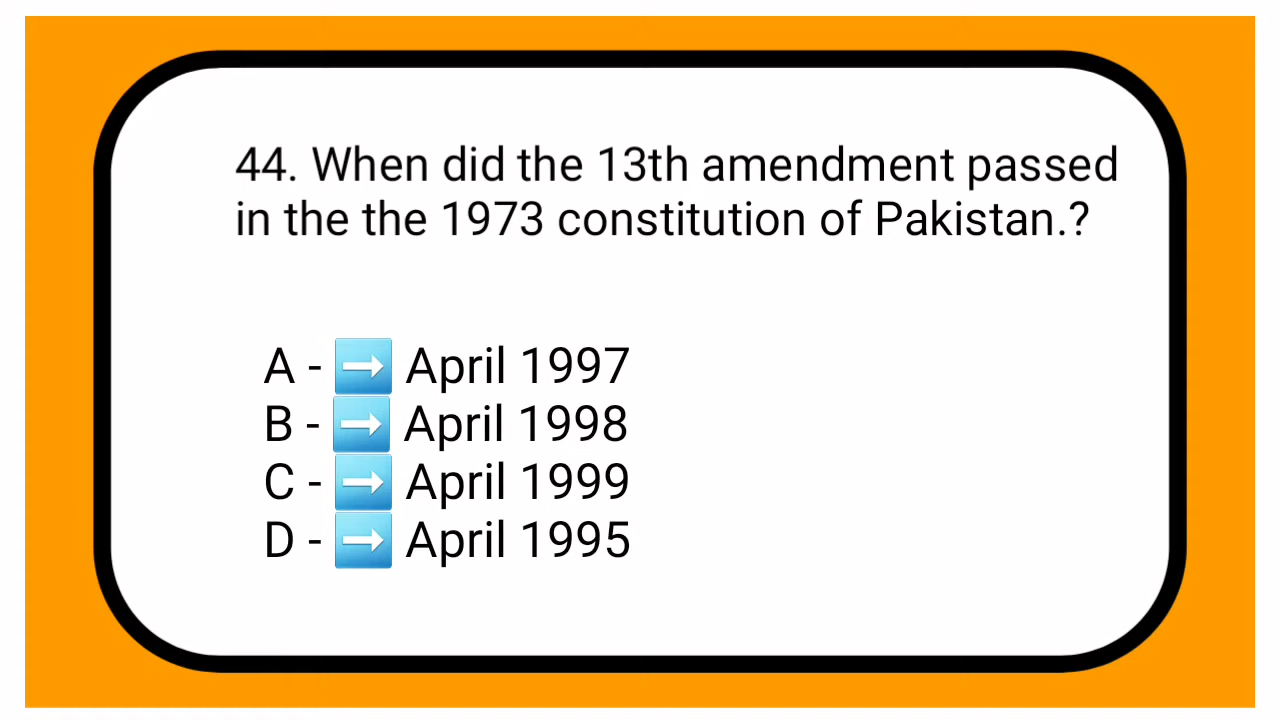 44. When did the 13th amendment passed
in the the 1973 constitution of Pakistan.?
A - ➡️ April 1997
B - ➡️ April 1998
C - ➡️ April 1999
D - ➡️ April 1995